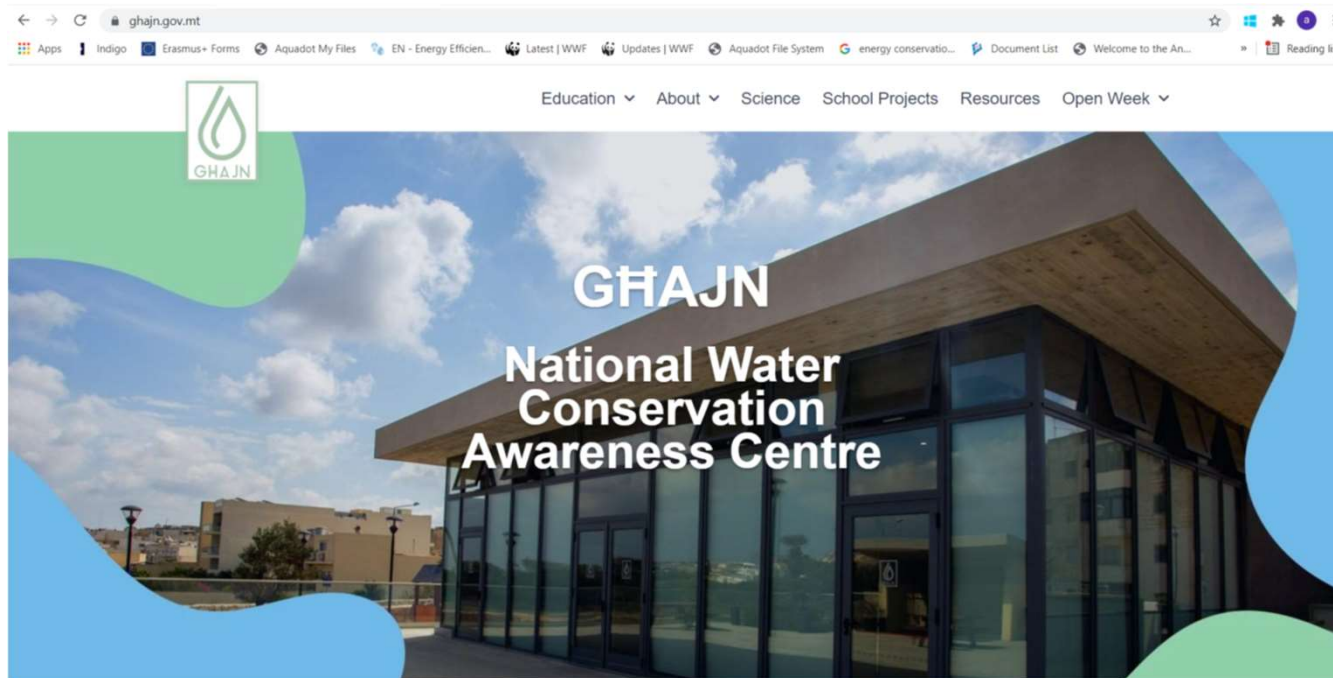 ghajn.gov.mt
a
Apps Indigo Erasmus+ Forms Aquadot My Files EN - Energy Efficien... Latest | WWF Updates | WWF Aquadot File System energy conservatio... Document List Welcome to the An... » Reading li
Education About Science School Projects Resources Open Week
GĦAJN
GĦAJN
National Water
Conservation
Awareness Centre